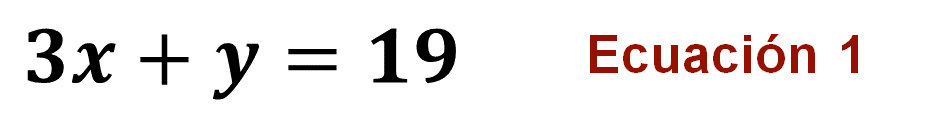 3x + y = 19 Ecuación 1